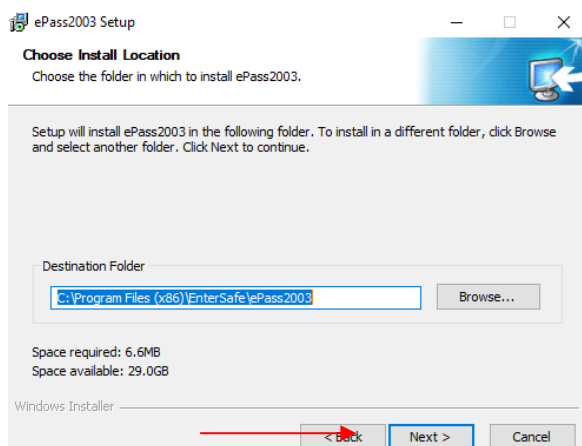 ePass2003 Setup
Choose Install Location
Choose the folder in which to install ePass2003.
Setup will install ePass2003 in the following folder. To install in a different folder, click Browse
and select another folder. Click Next to continue.
Destination Folder
C:\Program Files (x86)\EnterSafe\ePass2003
Browse...
Space required: 6.6MB
Space available: 29.0GB
Windows Installer
< Back
Next >
Cancel